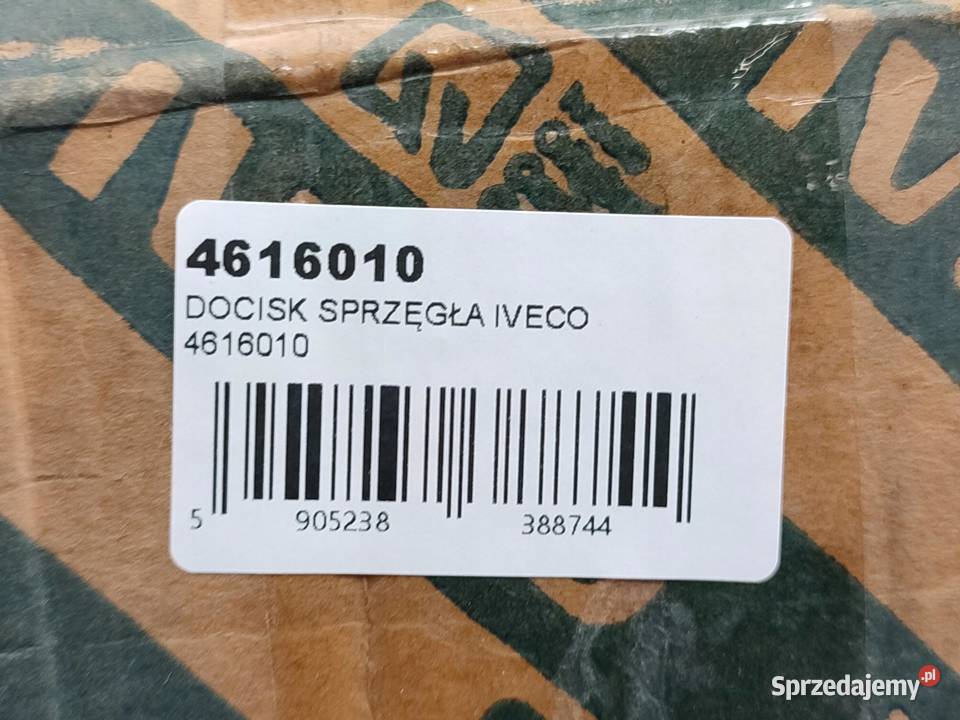 4616010
DOCISK SPRZĘGŁA IVECO
4616010
5 905238 388744
Sprzedajemy.pl